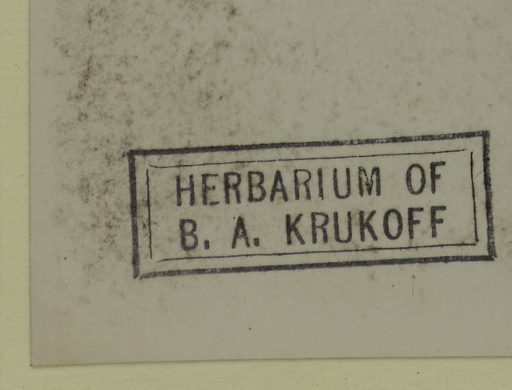 HERBARIUM OF
B. A. KRUKOFF